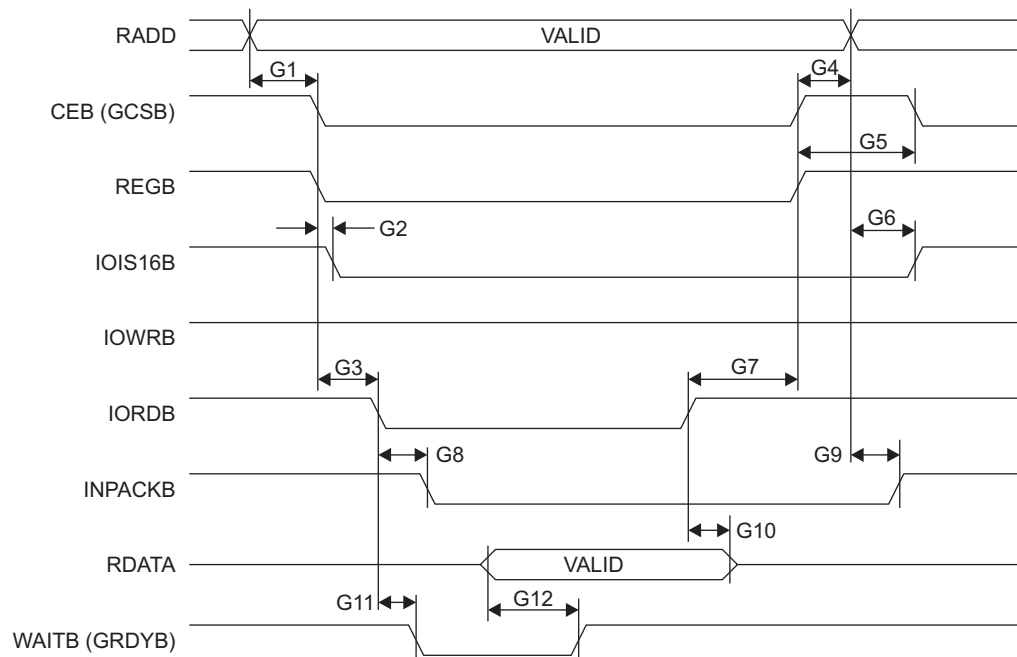 RADD
VALID
G1
G4
CEB (GCSB)
G5
REGB
G2
G6
IOIS16B
IOWRB
G3
G7
IORDB
G8
G9
INPACKB
G10
RDATA
VALID
G11
G12
WAITB (GRDYB)